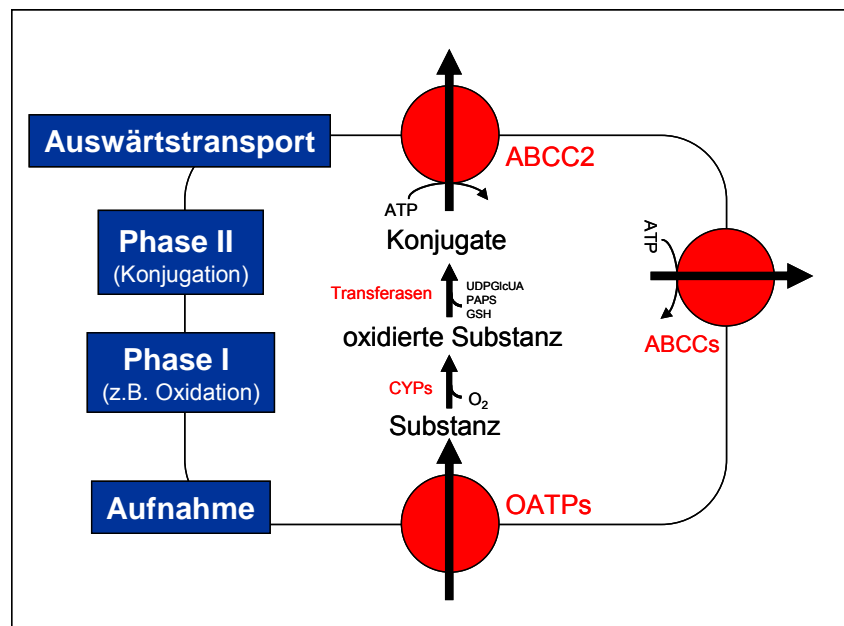 Auswärtstransport
ABCC2
ATP
Phase II
(Konjugation)
Konjugate
ATP
Transferasen
UDPGlcUA
PAPS
GSH
oxidierte Substanz
ABCCs
Phase I
(z.B. Oxidation)
CYPs
O₂
Substanz
Aufnahme
OATPs